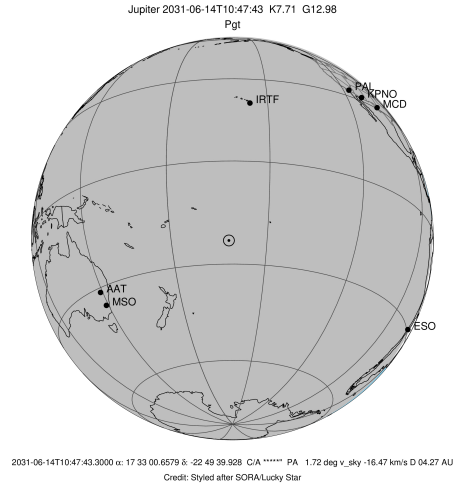 Jupiter 2031-06-14T10:47:43 K7.71 G12.98
Pgt
PAL
KPNO
MCD
IRTF
AAT
MSO
ESO
2031-06-14T10:47:43.3000 α: 17 33 00.6579 δ: -22 49 39.928 C/A *****" PA 1.72 deg v_sky -16.47 km/s D 04.27 AU
Credit: Styled after SORA/Lucky Star